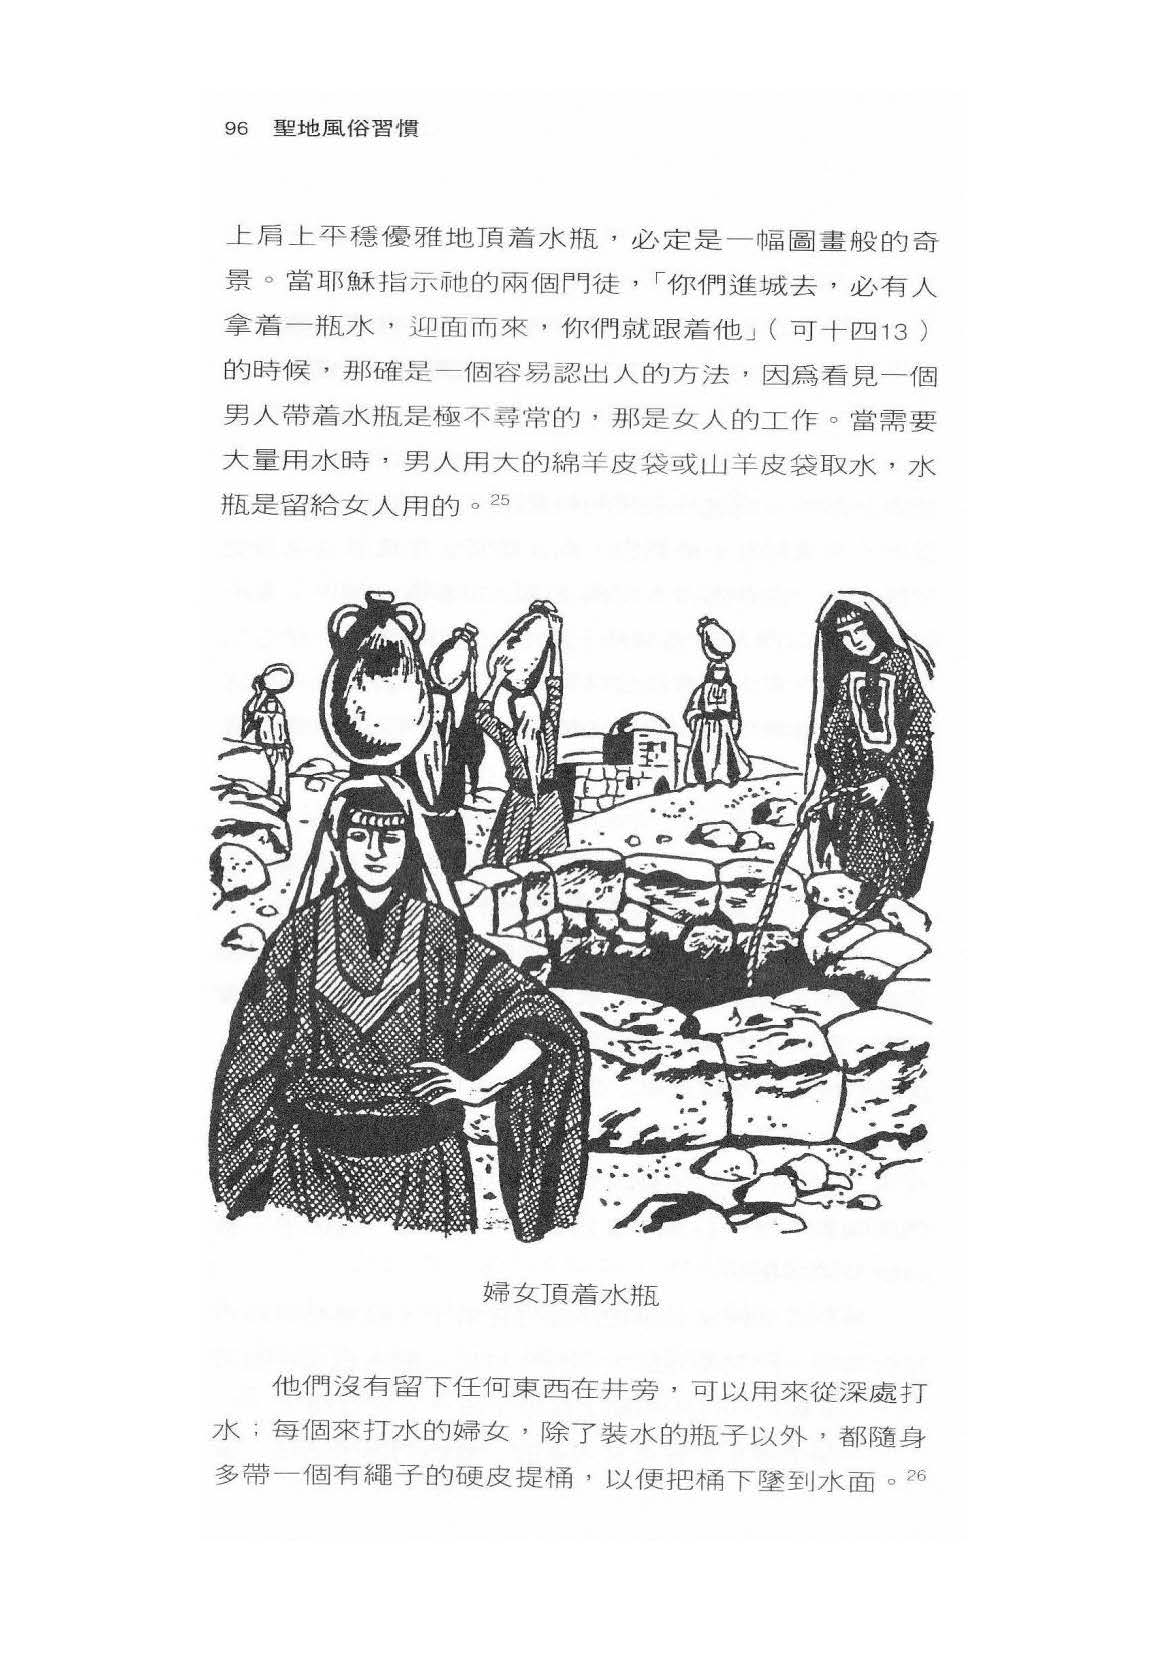 96 聖地風俗習慣
上肩上平穩優雅地頂着水瓶，必定是一幅圖畫般的奇
景。當耶穌指示祂的兩個門徒，「你們進城去，必有人
拿着一瓶水，迎面而來，你們就跟着他」（可十四13）
的時候，那確是一個容易認出人的方法，因爲看見一個
男人帶着水瓶是極不尋常的，那是女人的工作。當需要
大量用水時，男人用大的綿羊皮袋或山羊皮袋取水，水
瓶是留給女人用的。25
婦女頂着水瓶
他們沒有留下任何東西在井旁，可以用來從深處打
水；每個來打水的婦女，除了裝水的瓶子以外，都隨身
多帶一個有繩子的硬皮提桶，以便把桶下墜到水面。26